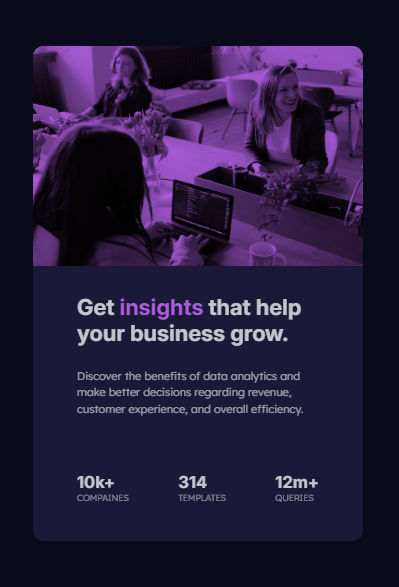 Get insights that help
your business grow.
Discover the benefits of data analytics and
make better decisions regarding revenue,
customer experience, and overall efficiency.
10k+ 314 12m+
COMPAINES TEMPLATES QUERIES